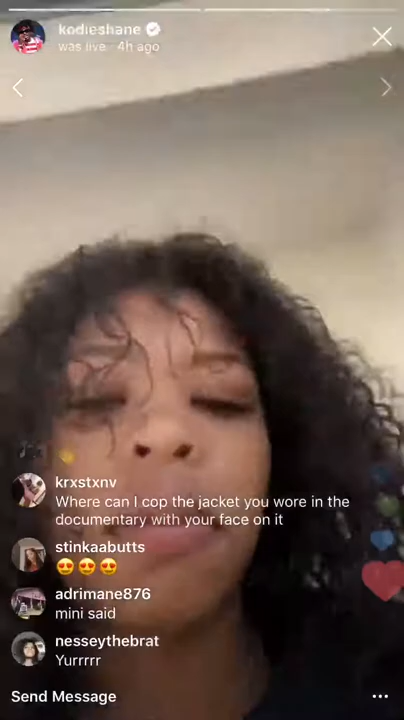 kodieshane
was live · 4h ago
krxstxnv
Where can I cop the jacket you wore in the
documentary with your face on it
stinkaabutts
😍😍😍
adrimane876
mini said
nesseythebrat
Yurrrrr
Send Message